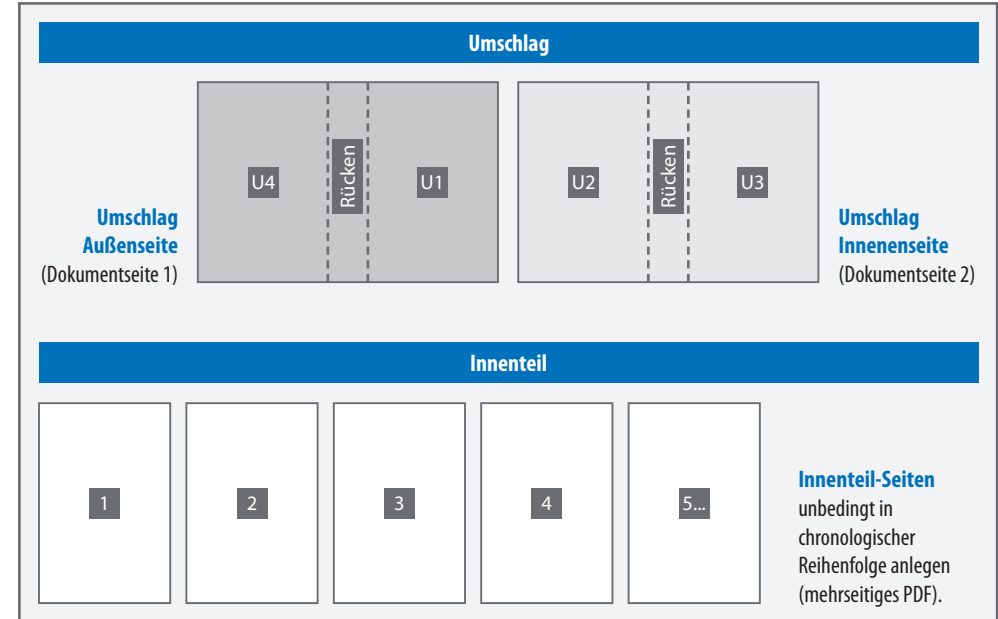 Umschlag
U4
Rücken
U1
U2
Rücken
U3
Umschlag
Außenseite
(Dokumentseite 1)
Umschlag
Innenenseite
(Dokumentseite 2)
Innenteil
1
2
3
4
5...
Innenteil-Seiten
unbedingt in
chronologischer
Reihenfolge anlegen
(mehrseitiges PDF).